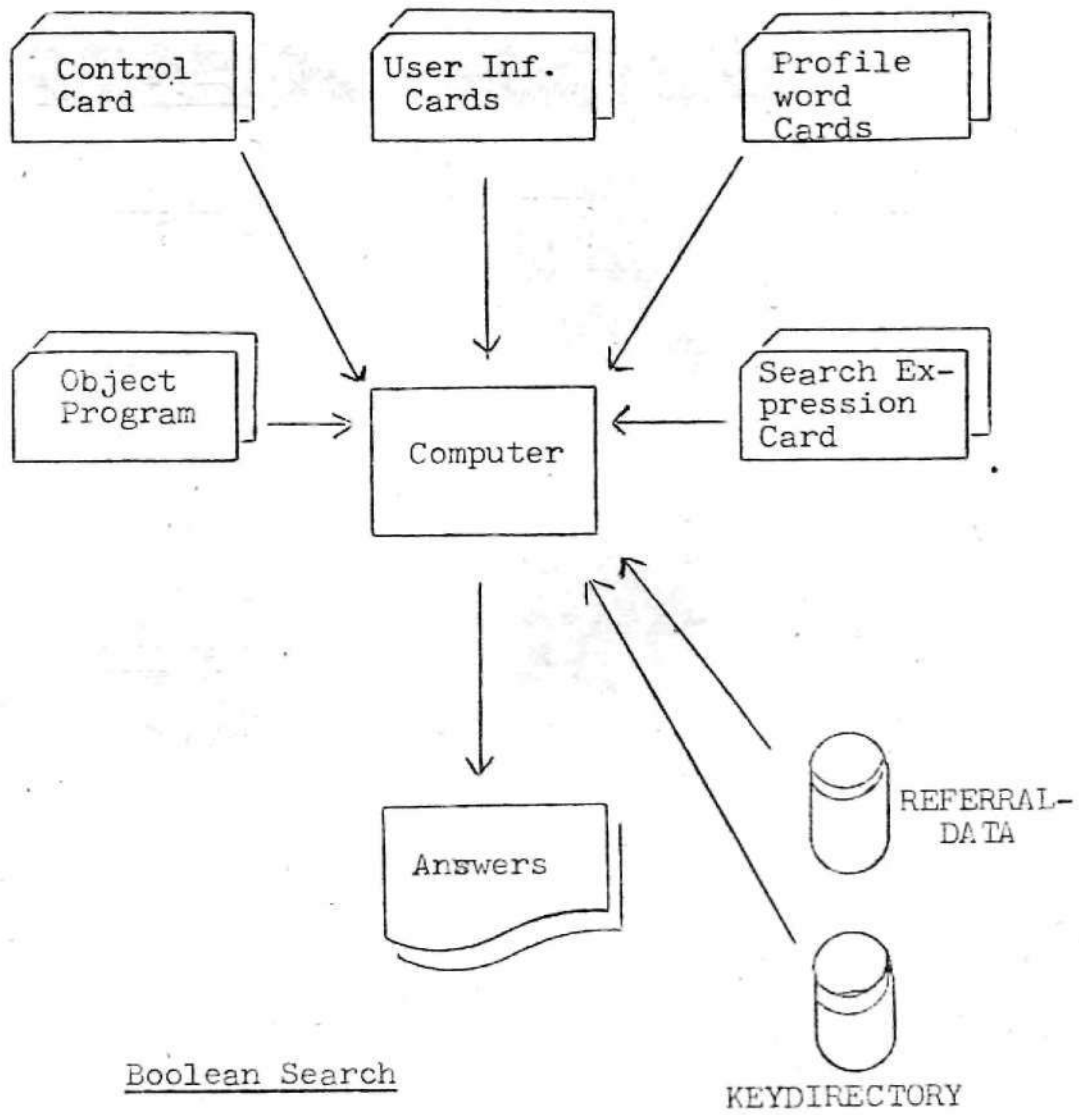 Control
Card
User Inf.
Cards
Profile
word
Cards
Object
Program
Computer
Search Ex-
pression
Card
Answers
REFERRAL-
DATA
KEYDIRECTORY
Boolean Search